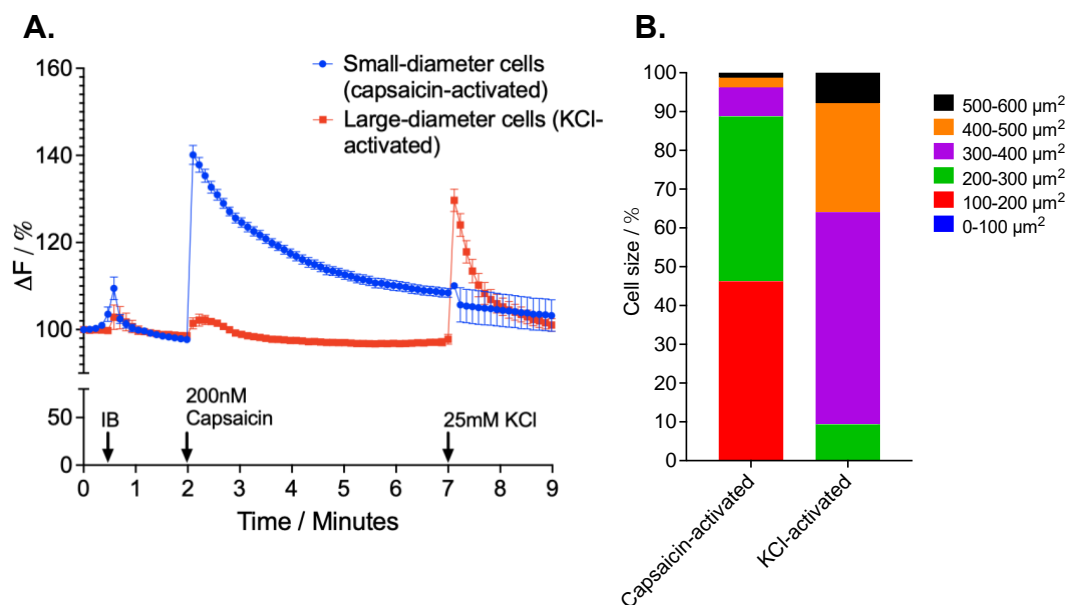 A.
160
140
120
100
50
0
ΔF / %
Small-diameter cells
(capsaicin-activated)
Large-diameter cells (KCl-
activated)
IB
200nM
Capsaicin
25mM KCl
0 1 2 3 4 5 6 7 8 9
Time / Minutes
B.
100
90
80
70
60
50
40
30
20
10
0
Cell size / %
Capsaicin-activated
KCl-activated
500-600 µm²
400-500 µm²
300-400 µm²
200-300 µm²
100-200 µm²
0-100 µm²